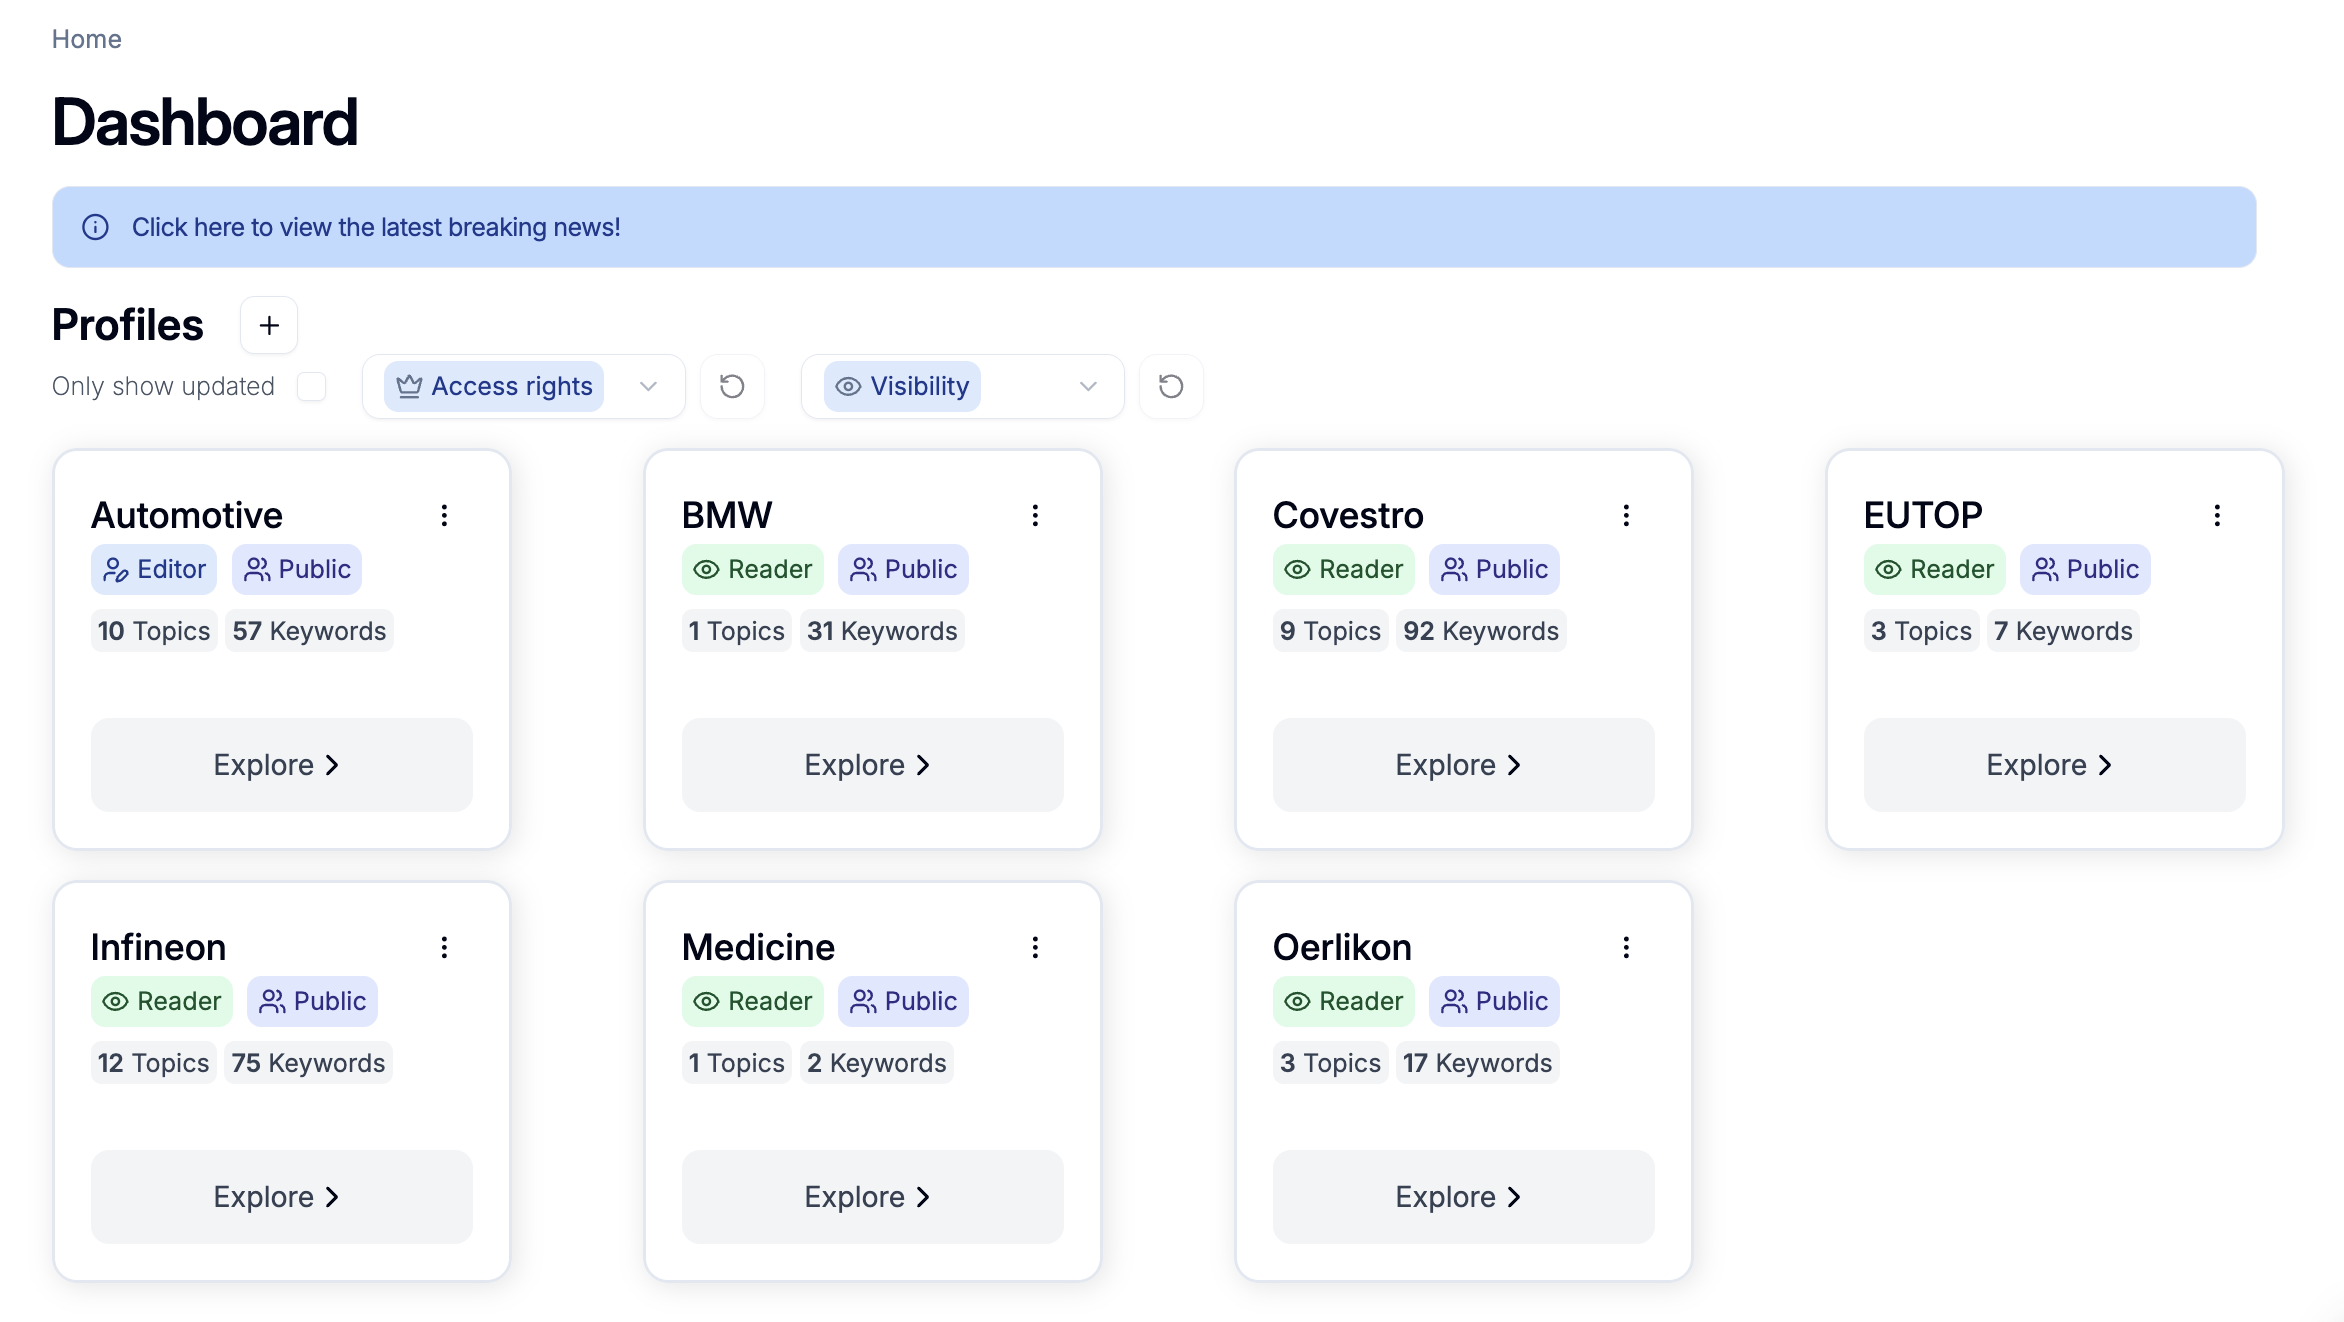 Home
Dashboard
Click here to view the latest breaking news!
Profiles
Only show updated Access rights Visibility
Automotive
Editor Public
10 Topics 57 Keywords
Explore
BMW
Reader Public
1 Topics 31 Keywords
Explore
Covestro
Reader Public
9 Topics 92 Keywords
Explore
EUTOP
Reader Public
3 Topics 7 Keywords
Explore
Infineon
Reader Public
12 Topics 75 Keywords
Explore
Medicine
Reader Public
1 Topics 2 Keywords
Explore
Oerlikon
Reader Public
3 Topics 17 Keywords
Explore